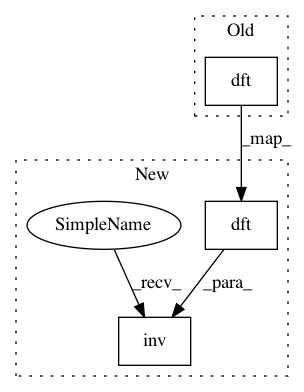 Old
dft
_map_
New
SimpleName
dft
_recv_
_para_
inv